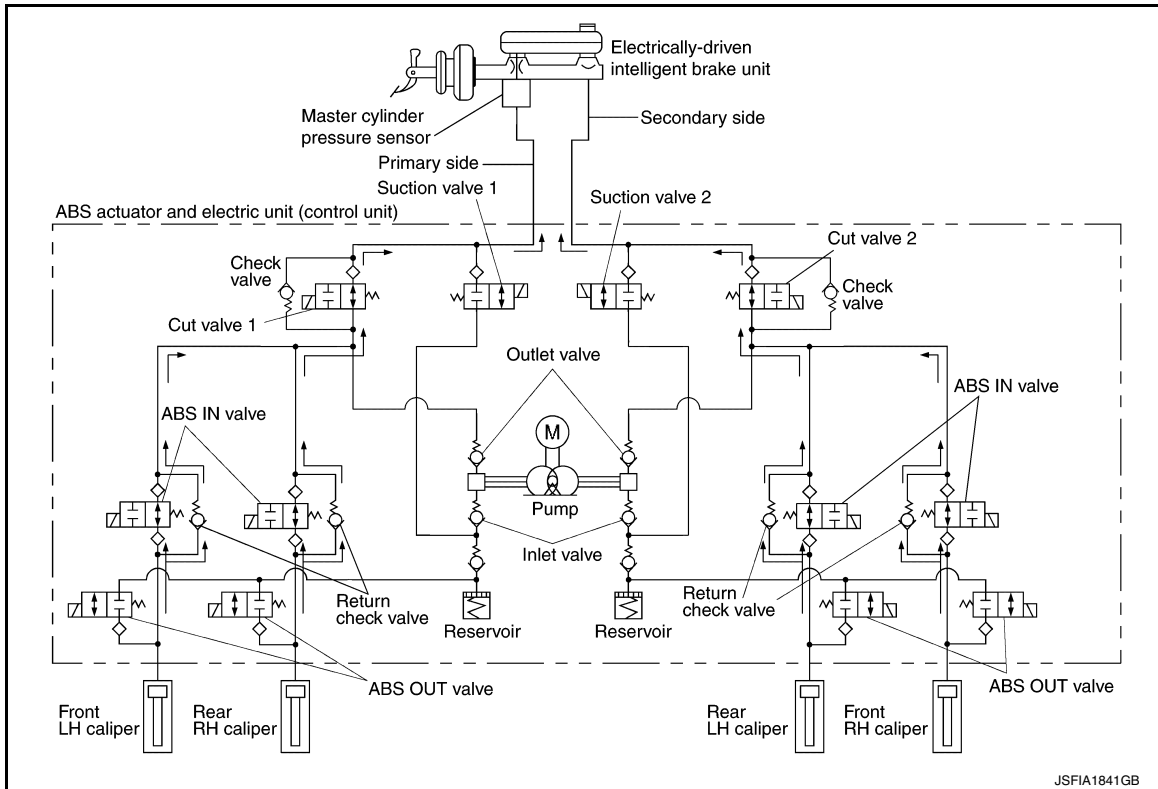 Electrically-driven
intelligent brake unit
Master cylinder
pressure sensor
Secondary side
Primary side
Suction valve 1
Suction valve 2
ABS actuator and electric unit (control unit)
Cut valve 2
Check
valve
Check
valve
Cut valve 1
Outlet valve
ABS IN valve
ABS IN valve
M
Pump
Inlet valve
Return
check valve
Return
check valve
Reservoir
Reservoir
ABS OUT valve
ABS OUT valve
Front
LH caliper
Rear
RH caliper
Rear
LH caliper
Front
RH caliper
JSFIA1841GB